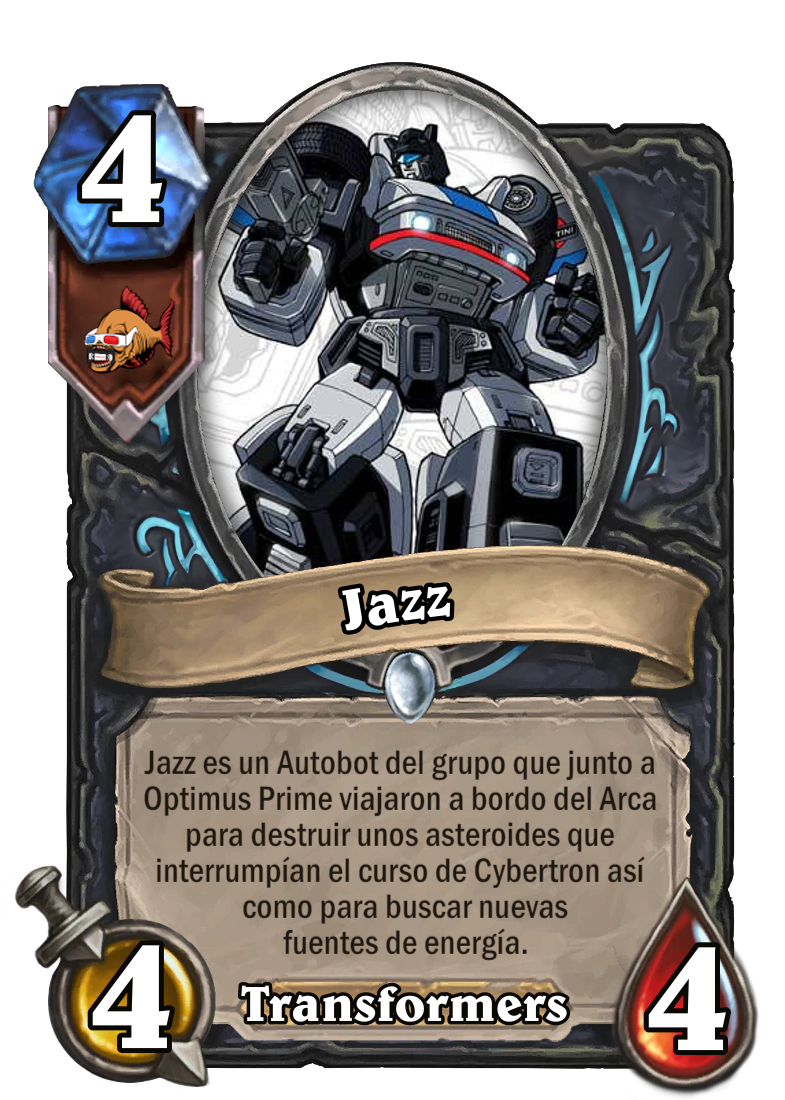 4
TINI
Jazz
Jazz es un Autobot del grupo que junto a
Optimus Prime viajaron a bordo del Arca
para destruir unos asteroides que
interrumpían el curso de Cybertron así
como para buscar nuevas
fuentes de energía.
4
Transformers
4